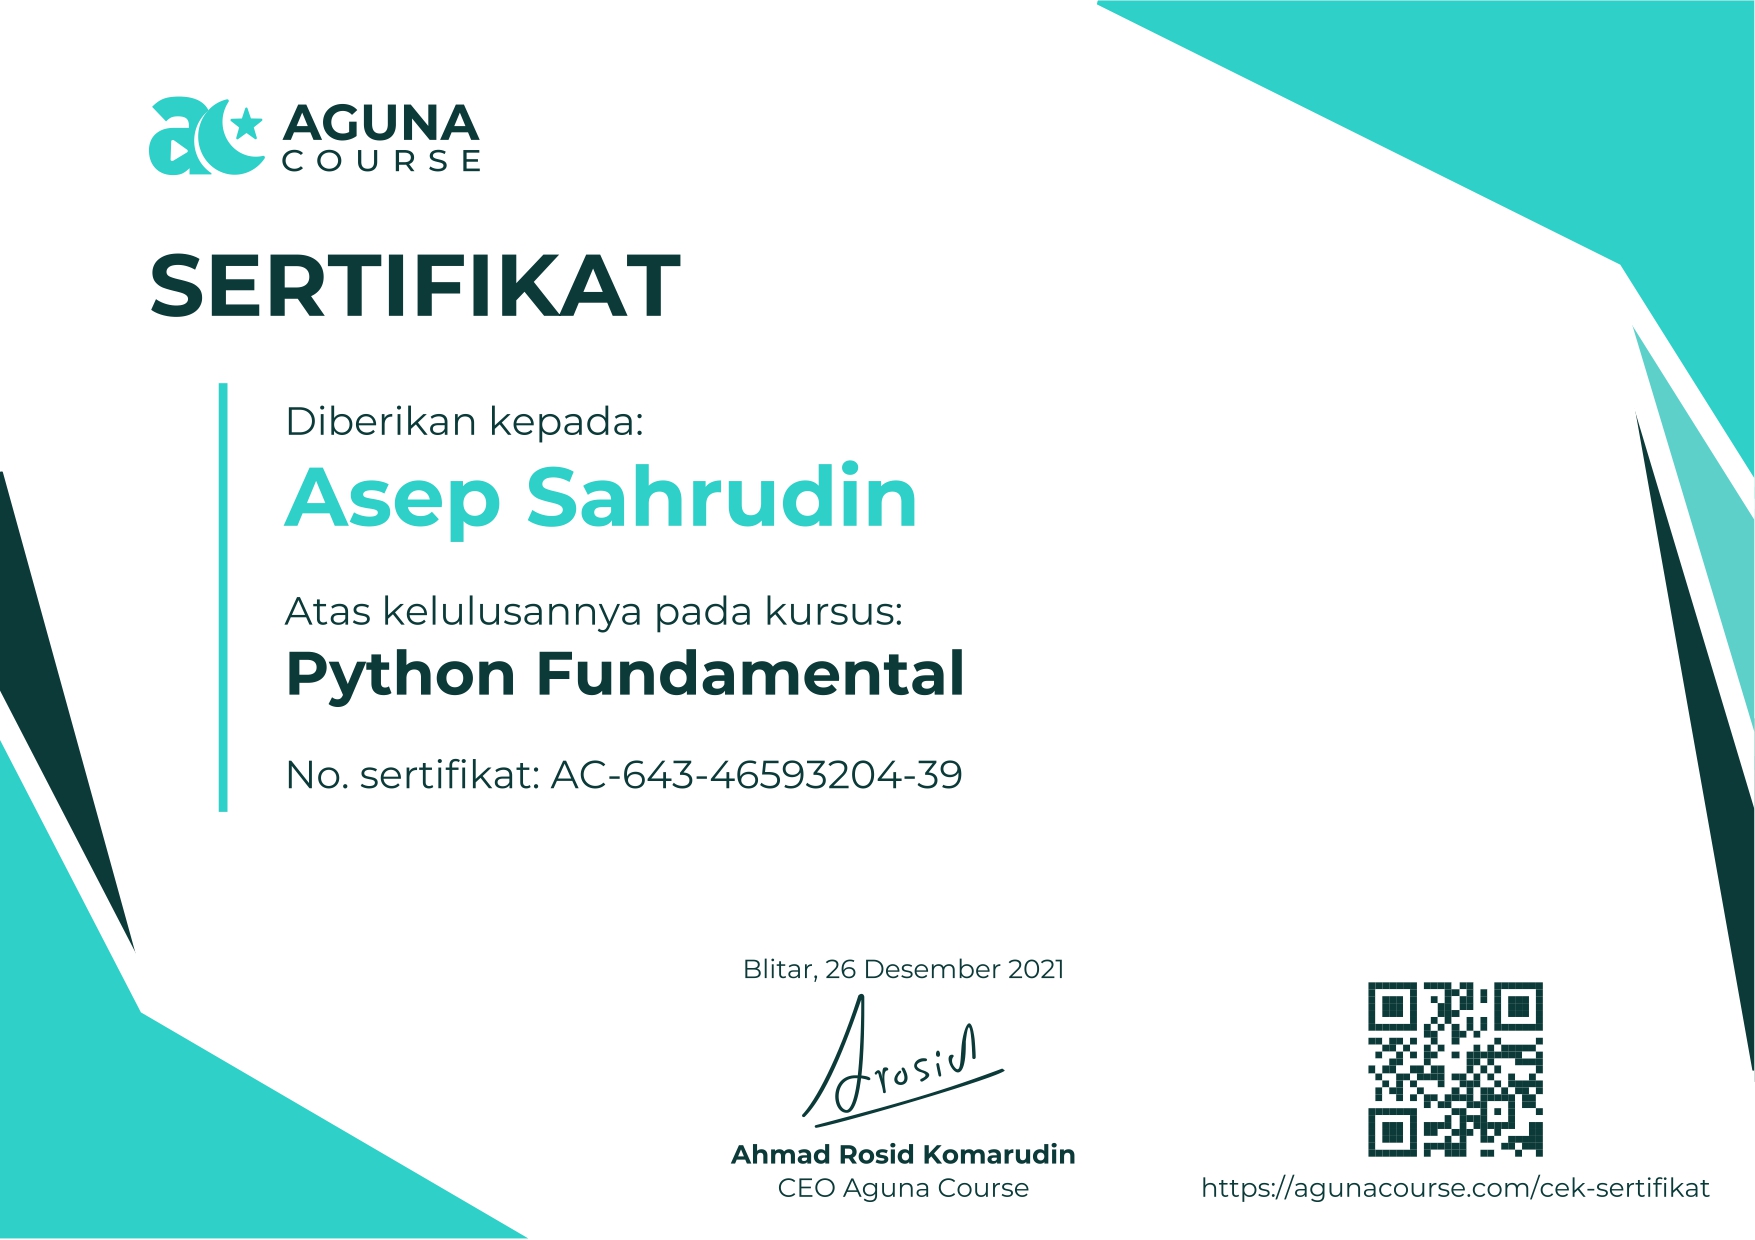 AGUNA
COURSE
SERTIFIKAT
Diberikan kepada:
Asep Sahrudin
Atas kelulusannya pada kursus:
Python Fundamental
No. sertifikat: AC-643-46593204-39
Blitar, 26 Desember 2021
Arosid
Ahmad Rosid Komarudin
CEO Aguna Course
https://agunacourse.com/cek-sertifikat